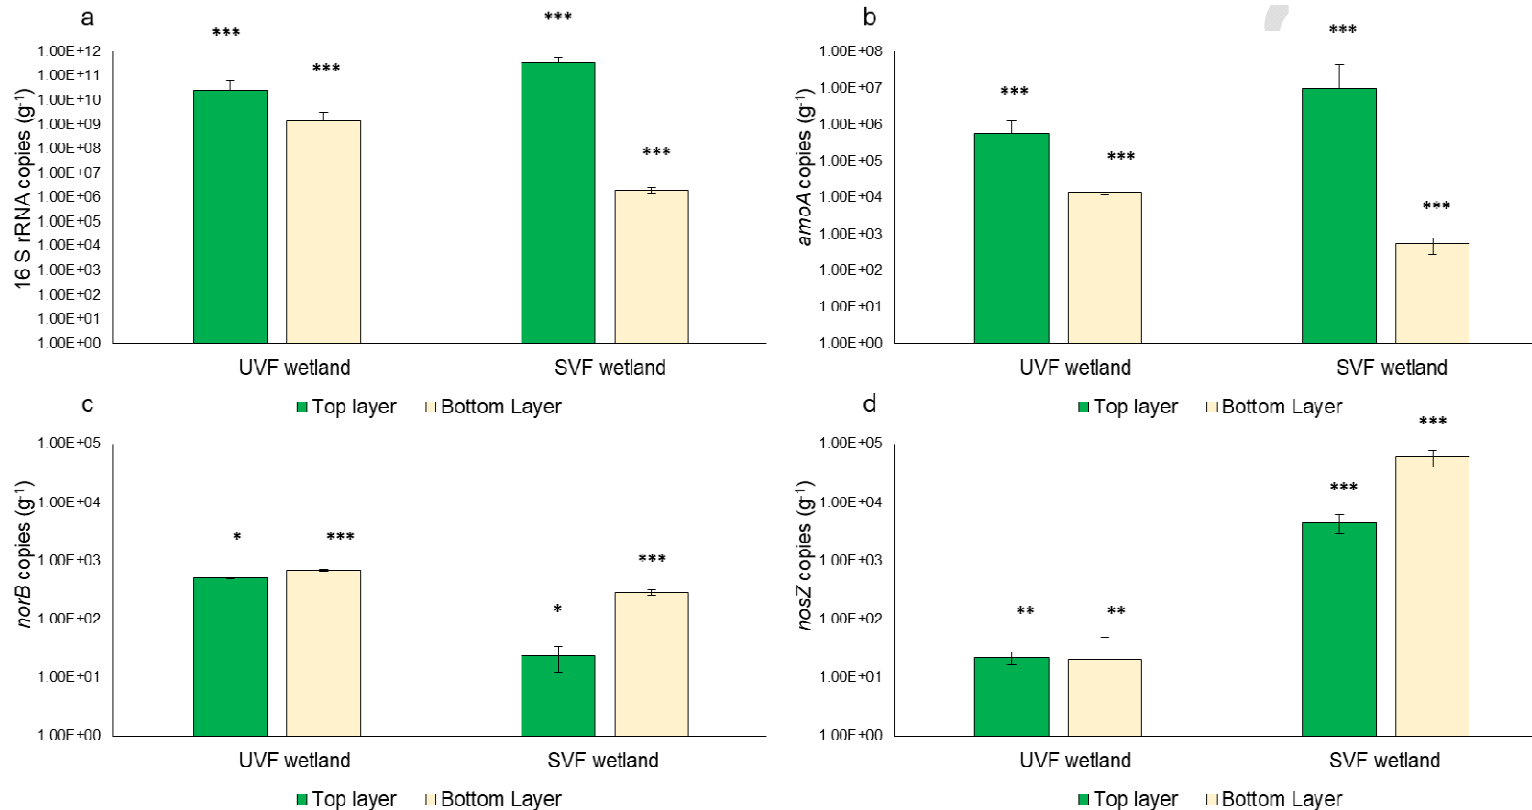 a
***
***
***
***
16 S rRNA copies (g-1)
1.00E+12
1.00E+11
1.00E+10
1.00E+09
1.00E+08
1.00E+07
1.00E+06
1.00E+05
1.00E+04
1.00E+03
1.00E+02
1.00E+01
1.00E+00
UVF wetland
SVF wetland
Top layer
Bottom Layer
b
***
***
***
***
amoA copies (g-1)
1.00E+08
1.00E+07
1.00E+06
1.00E+05
1.00E+04
1.00E+03
1.00E+02
1.00E+01
1.00E+00
UVF wetland
SVF wetland
Top layer
Bottom Layer
c
*
***
*
***
norB copies (g-1)
1.00E+05
1.00E+04
1.00E+03
1.00E+02
1.00E+01
1.00E+00
UVF wetland
SVF wetland
Top layer
Bottom Layer
d
**
**
***
***
nosZ copies (g-1)
1.00E+05
1.00E+04
1.00E+03
1.00E+02
1.00E+01
1.00E+00
UVF wetland
SVF wetland
Top layer
Bottom Layer